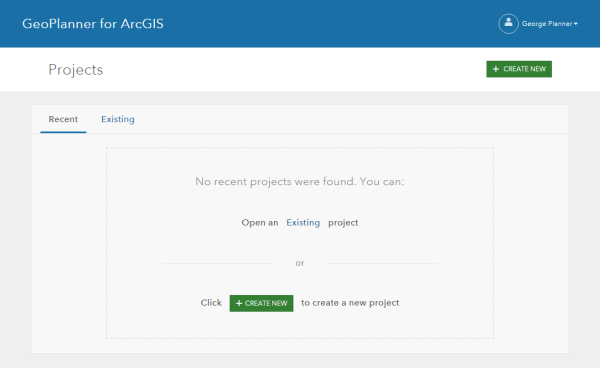 GeoPlanner for ArcGIS
George Planner
Projects
+ CREATE NEW
Recent
Existing
No recent projects were found. You can:
Open an Existing project
or
Click + CREATE NEW to create a new project